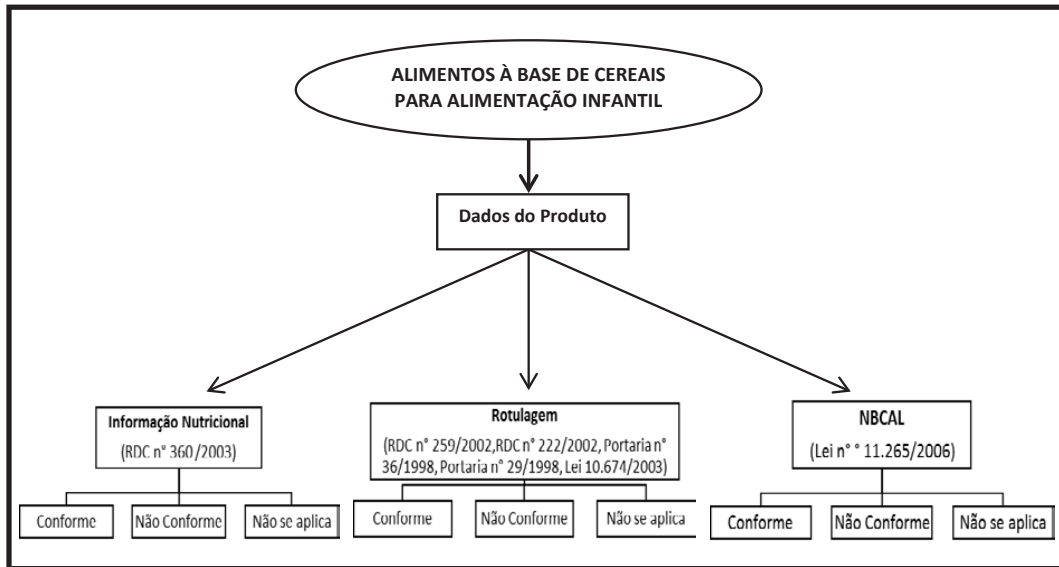 ALIMENTOS À BASE DE CEREAIS
PARA ALIMENTAÇÃO INFANTIL
Dados do Produto
Informação Nutricional
(RDC n° 360/2003)
Conforme
Não Conforme
Não se aplica
Rotulagem
(RDC n° 259/2002,RDC n° 222/2002, Portaria n°
36/1998, Portaria n° 29/1998, Lei 10.674/2003)
Conforme
Não Conforme
Não se aplica
NBCAL
(Lei n° ° 11.265/2006)
Conforme
Não Conforme
Não se aplica